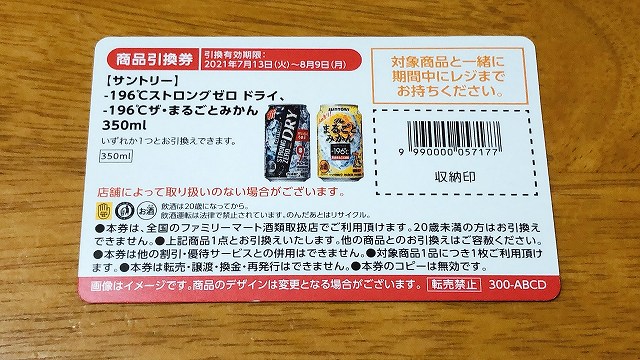 商品引換券
引換有効期限:
2021年7月13日(火)〜8月9日(月)
【サントリー】
-196℃ストロングゼロ ドライ、
-196℃ザ・まるごとみかん
350ml
いずれか1つとお引換えできます。
350ml
対象商品と一緒に
期間中にレジまで
お持ちください。
DRY
SUNTORY
まるごと
みかん
-196℃
9 990000 057177
収納印
店舗によって取り扱いのない場合がございます。
お酒
飲酒は20歳になってから。
飲酒運転は法律で禁止されています。のんだあとはリサイクル。
●本券は、全国のファミリーマート酒類取扱店でご利用頂けます。20歳未満の方はお引換え
できません。●上記商品1点とお引換えいたします。他の商品とのお引換えはご容赦ください。
●本券は他の割引・優待サービスとの併用はできません。●対象商品1品につき1枚ご利用頂け
ます。●本券は転売・譲渡・換金・再発行はできません。●本券のコピーは無効です。
画像はイメージです。商品のデザインは変更となる場合がございます。 転売禁止 300-ABCD